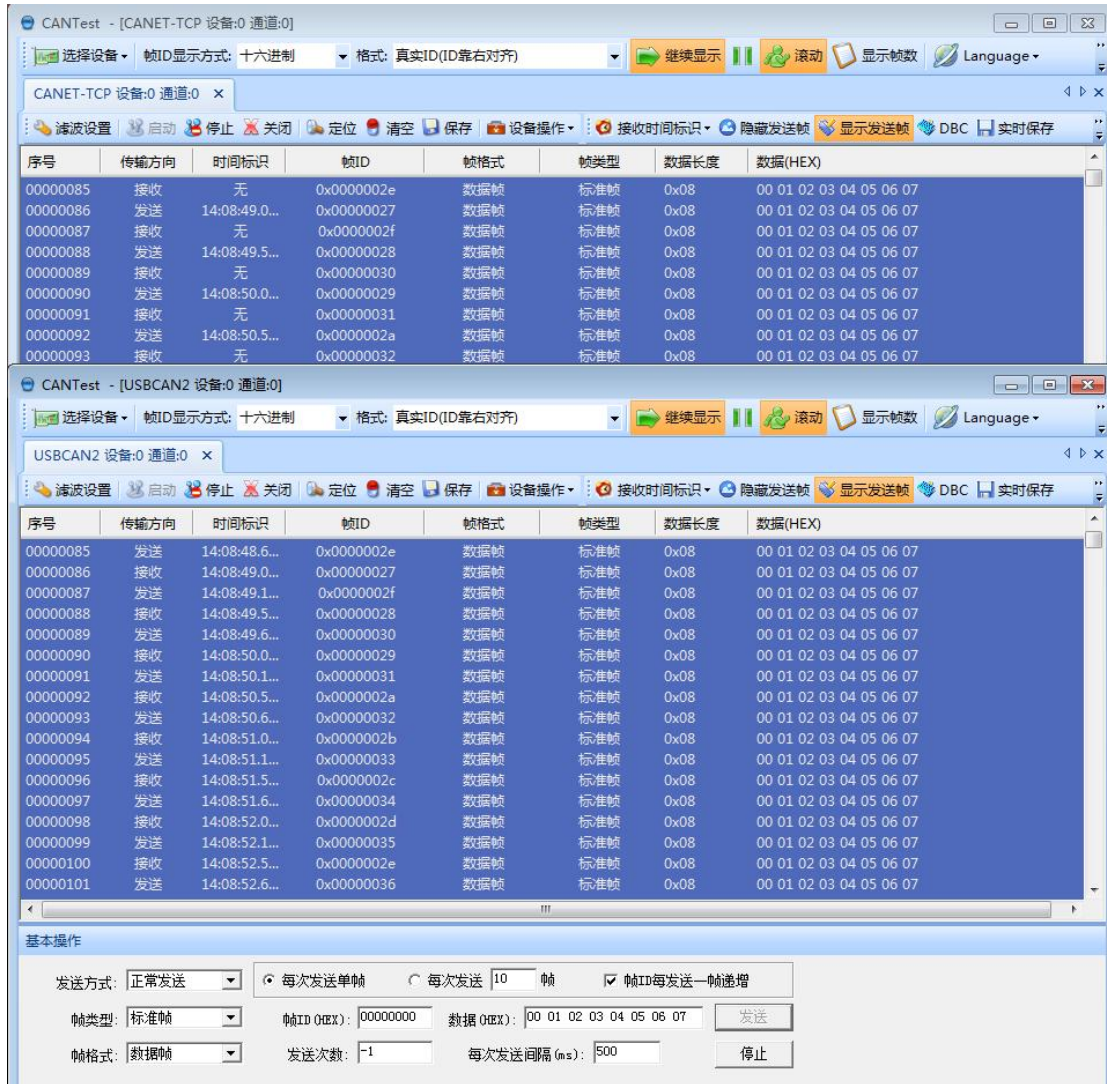 CANTest - [CANET-TCP 设备:0 通道:0]
选择设备 帧ID显示方式: 十六进制 格式: 真实ID(ID靠右对齐) 继续显示 滚动 显示帧数 Language
CANET-TCP 设备:0 通道:0
滤波设置 启动 停止 关闭 定位 清空 保存 设备操作 接收时间标识 隐藏发送帧 显示发送帧 DBC 实时保存
序号 传输方向 时间标识 帧ID 帧格式 帧类型 数据长度 数据(HEX)
00000085 接收 无 0x0000002e 数据帧 标准帧 0x08 00 01 02 03 04 05 06 07
00000086 发送 14:08:49.0... 0x00000027 数据帧 标准帧 0x08 00 01 02 03 04 05 06 07
00000087 接收 无 0x0000002f 数据帧 标准帧 0x08 00 01 02 03 04 05 06 07
00000088 发送 14:08:49.5... 0x00000028 数据帧 标准帧 0x08 00 01 02 03 04 05 06 07
00000089 接收 无 0x00000030 数据帧 标准帧 0x08 00 01 02 03 04 05 06 07
00000090 发送 14:08:50.0... 0x00000029 数据帧 标准帧 0x08 00 01 02 03 04 05 06 07
00000091 接收 无 0x00000031 数据帧 标准帧 0x08 00 01 02 03 04 05 06 07
00000092 发送 14:08:50.5... 0x0000002a 数据帧 标准帧 0x08 00 01 02 03 04 05 06 07
00000093 接收 无 0x00000032 数据帧 标准帧 0x08 00 01 02 03 04 05 06 07
CANTest - [USBCAN2 设备:0 通道:0]
选择设备 帧ID显示方式: 十六进制 格式: 真实ID(ID靠右对齐) 继续显示 滚动 显示帧数 Language
USBCAN2 设备:0 通道:0
滤波设置 启动 停止 关闭 定位 清空 保存 设备操作 接收时间标识 隐藏发送帧 显示发送帧 DBC 实时保存
序号 传输方向 时间标识 帧ID 帧格式 帧类型 数据长度 数据(HEX)
00000085 发送 14:08:48.6... 0x0000002e 数据帧 标准帧 0x08 00 01 02 03 04 05 06 07
00000086 接收 14:08:49.0... 0x00000027 数据帧 标准帧 0x08 00 01 02 03 04 05 06 07
00000087 发送 14:08:49.1... 0x0000002f 数据帧 标准帧 0x08 00 01 02 03 04 05 06 07
00000088 接收 14:08:49.5... 0x00000028 数据帧 标准帧 0x08 00 01 02 03 04 05 06 07
00000089 发送 14:08:49.6... 0x00000030 数据帧 标准帧 0x08 00 01 02 03 04 05 06 07
00000090 接收 14:08:50.0... 0x00000029 数据帧 标准帧 0x08 00 01 02 03 04 05 06 07
00000091 发送 14:08:50.1... 0x00000031 数据帧 标准帧 0x08 00 01 02 03 04 05 06 07
00000092 接收 14:08:50.5... 0x0000002a 数据帧 标准帧 0x08 00 01 02 03 04 05 06 07
00000093 发送 14:08:50.6... 0x00000032 数据帧 标准帧 0x08 00 01 02 03 04 05 06 07
00000094 接收 14:08:51.0... 0x0000002b 数据帧 标准帧 0x08 00 01 02 03 04 05 06 07
00000095 发送 14:08:51.1... 0x00000033 数据帧 标准帧 0x08 00 01 02 03 04 05 06 07
00000096 接收 14:08:51.5... 0x0000002c 数据帧 标准帧 0x08 00 01 02 03 04 05 06 07
00000097 发送 14:08:51.6... 0x00000034 数据帧 标准帧 0x08 00 01 02 03 04 05 06 07
00000098 接收 14:08:52.0... 0x0000002d 数据帧 标准帧 0x08 00 01 02 03 04 05 06 07
00000099 发送 14:08:52.1... 0x00000035 数据帧 标准帧 0x08 00 01 02 03 04 05 06 07
00000100 接收 14:08:52.5... 0x0000002e 数据帧 标准帧 0x08 00 01 02 03 04 05 06 07
00000101 发送 14:08:52.6... 0x00000036 数据帧 标准帧 0x08 00 01 02 03 04 05 06 07
基本操作
发送方式: 正常发送 每次发送单帧 每次发送 10 帧 帧ID每发送一帧递增
帧类型: 标准帧 帧ID(HEX): 00000000 数据(HEX): 00 01 02 03 04 05 06 07 发送
帧格式: 数据帧 发送次数: -1 每次发送间隔(ms): 500 停止